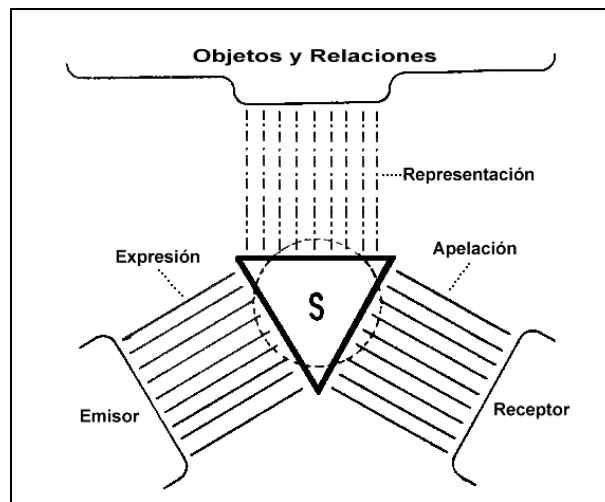 Objetos y Relaciones
Representación
Expresión
Apelación
S
Emisor
Receptor